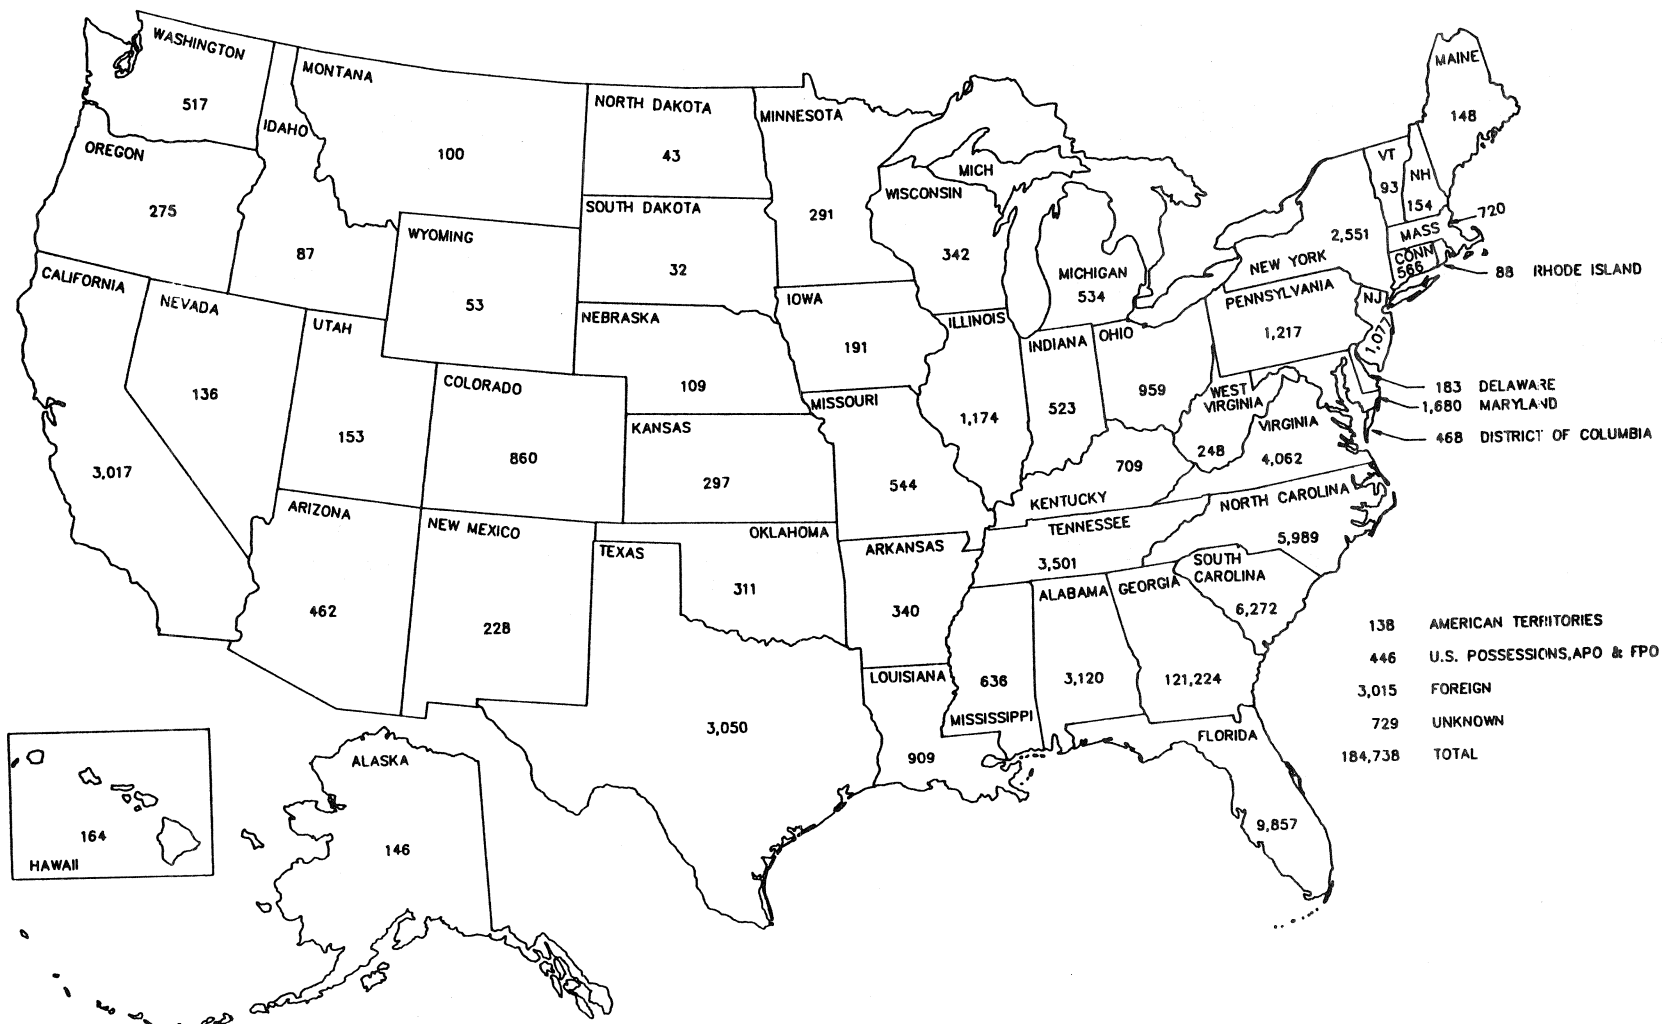 WASHINGTON
517
MONTANA
100
IDAHO
87
OREGON
275
NORTH DAKOTA
43
MINNESOTA
291
MAINE
148
VT
93
NH
154
720
MASS
MICH
WISCONSIN
342
SOUTH DAKOTA
32
WYOMING
53
CALIFORNIA
3,017
NEVADA
136
UTAH
153
NEBRASKA
109
IOWA
191
ILLINOIS
1,174
MICHIGAN
534
NEW YORK
2,551
CONN
566
88 RHODE ISLAND
PENNSYLVANIA
1,217
NJ
1,077
INDIANA
523
OHIO
959
183 DELAWARE
1,680 MARYLAND
468 DISTRICT OF COLUMBIA
WEST
VIRGINIA
248
VIRGINIA
4,062
COLORADO
860
KANSAS
297
MISSOURI
544
KENTUCKY
709
NORTH CAROLINA
5,989
TENNESSEE
3,501
ARIZONA
462
NEW MEXICO
228
OKLAHOMA
311
TEXAS
3,050
ARKANSAS
340
SOUTH
CAROLINA
6,272
ALABAMA
3,120
GEORGIA
121,224
LOUISIANA
909
636
MISSISSIPPI
FLORIDA
9,857
138 AMERICAN TERRITORIES
446 U.S. POSSESSIONS,APO & FPO
3,015 FOREIGN
729 UNKNOWN
184,738 TOTAL
ALASKA
146
164
HAWAII